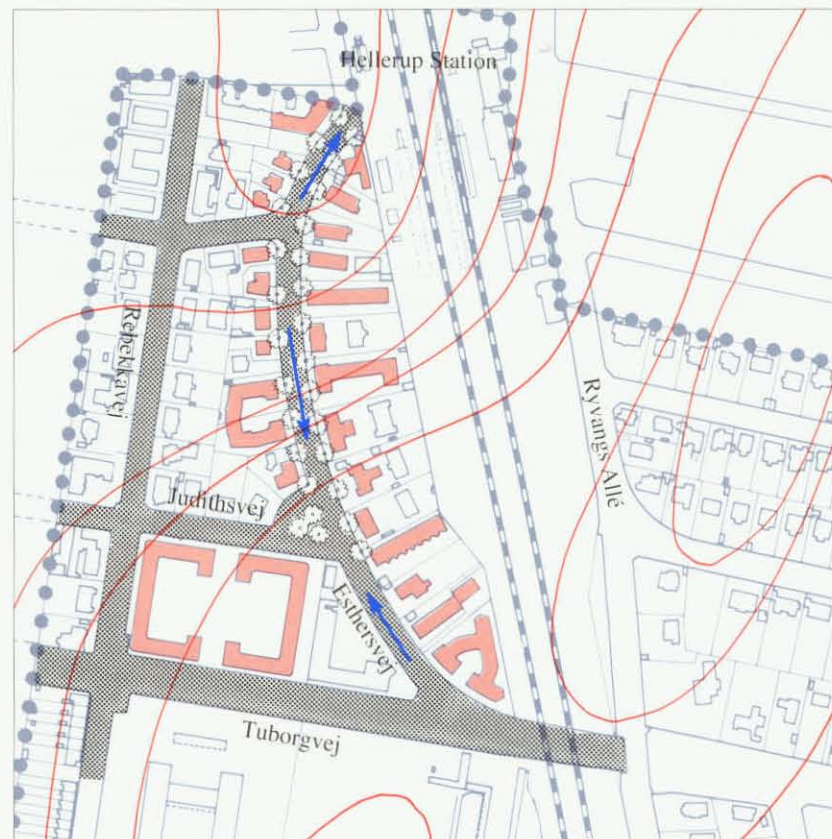 Hellerup Station
Rebekkavej
Ryvangs Allé
Judithsvej
Esthersvej
Tuborgvej